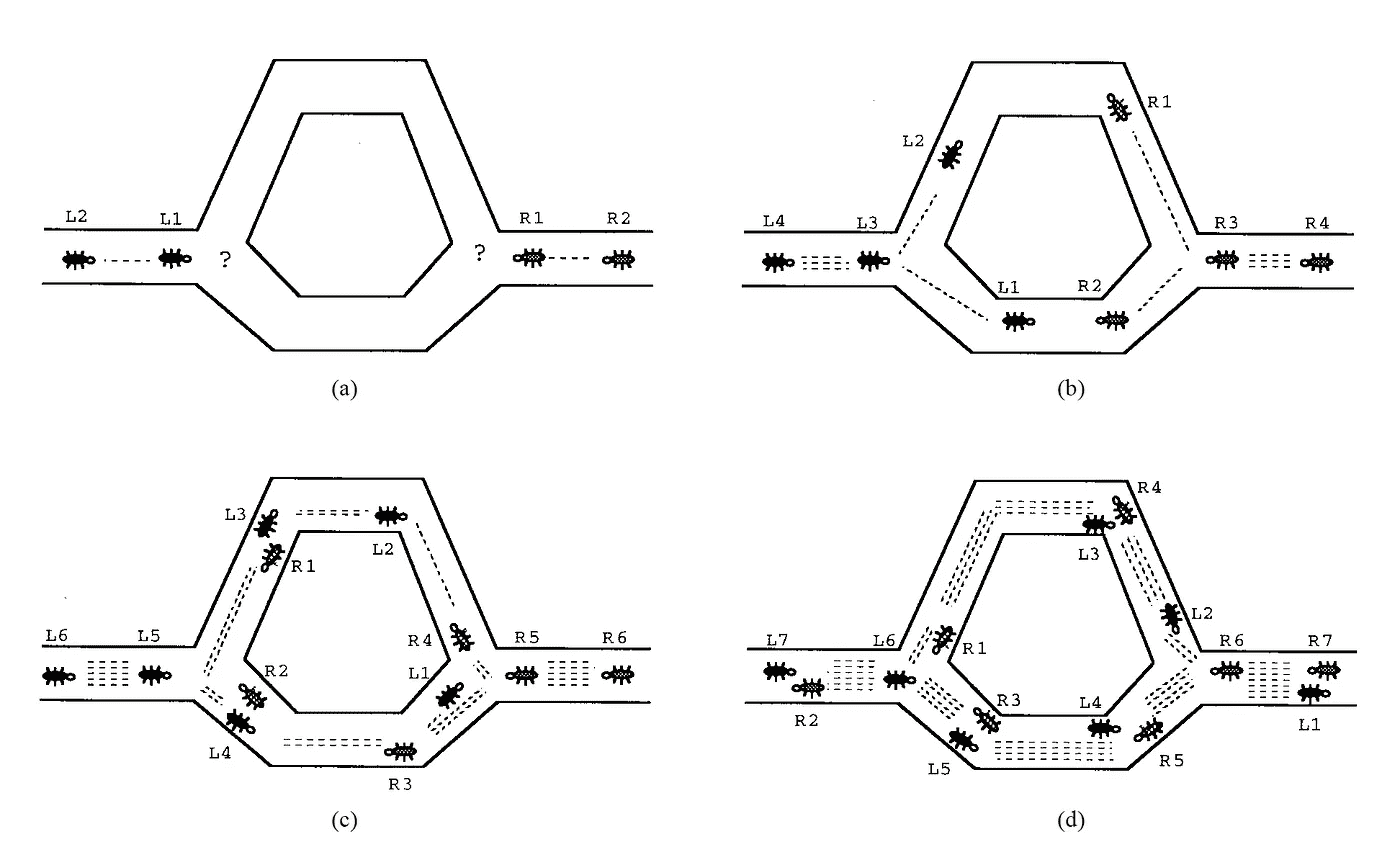 L2 L1 R1 R2
? ?
(a)
R1
L2
L4 L3 R3 R4
L1 R2
(b)
L3
L2
R1
L6 L5 R4 R5 R6
R2 L1
L4
R3
(c)
R4
L3
L2
L7 L6 R1 R6 R7
R2 R3 L4 L1
L5 R5
(d)